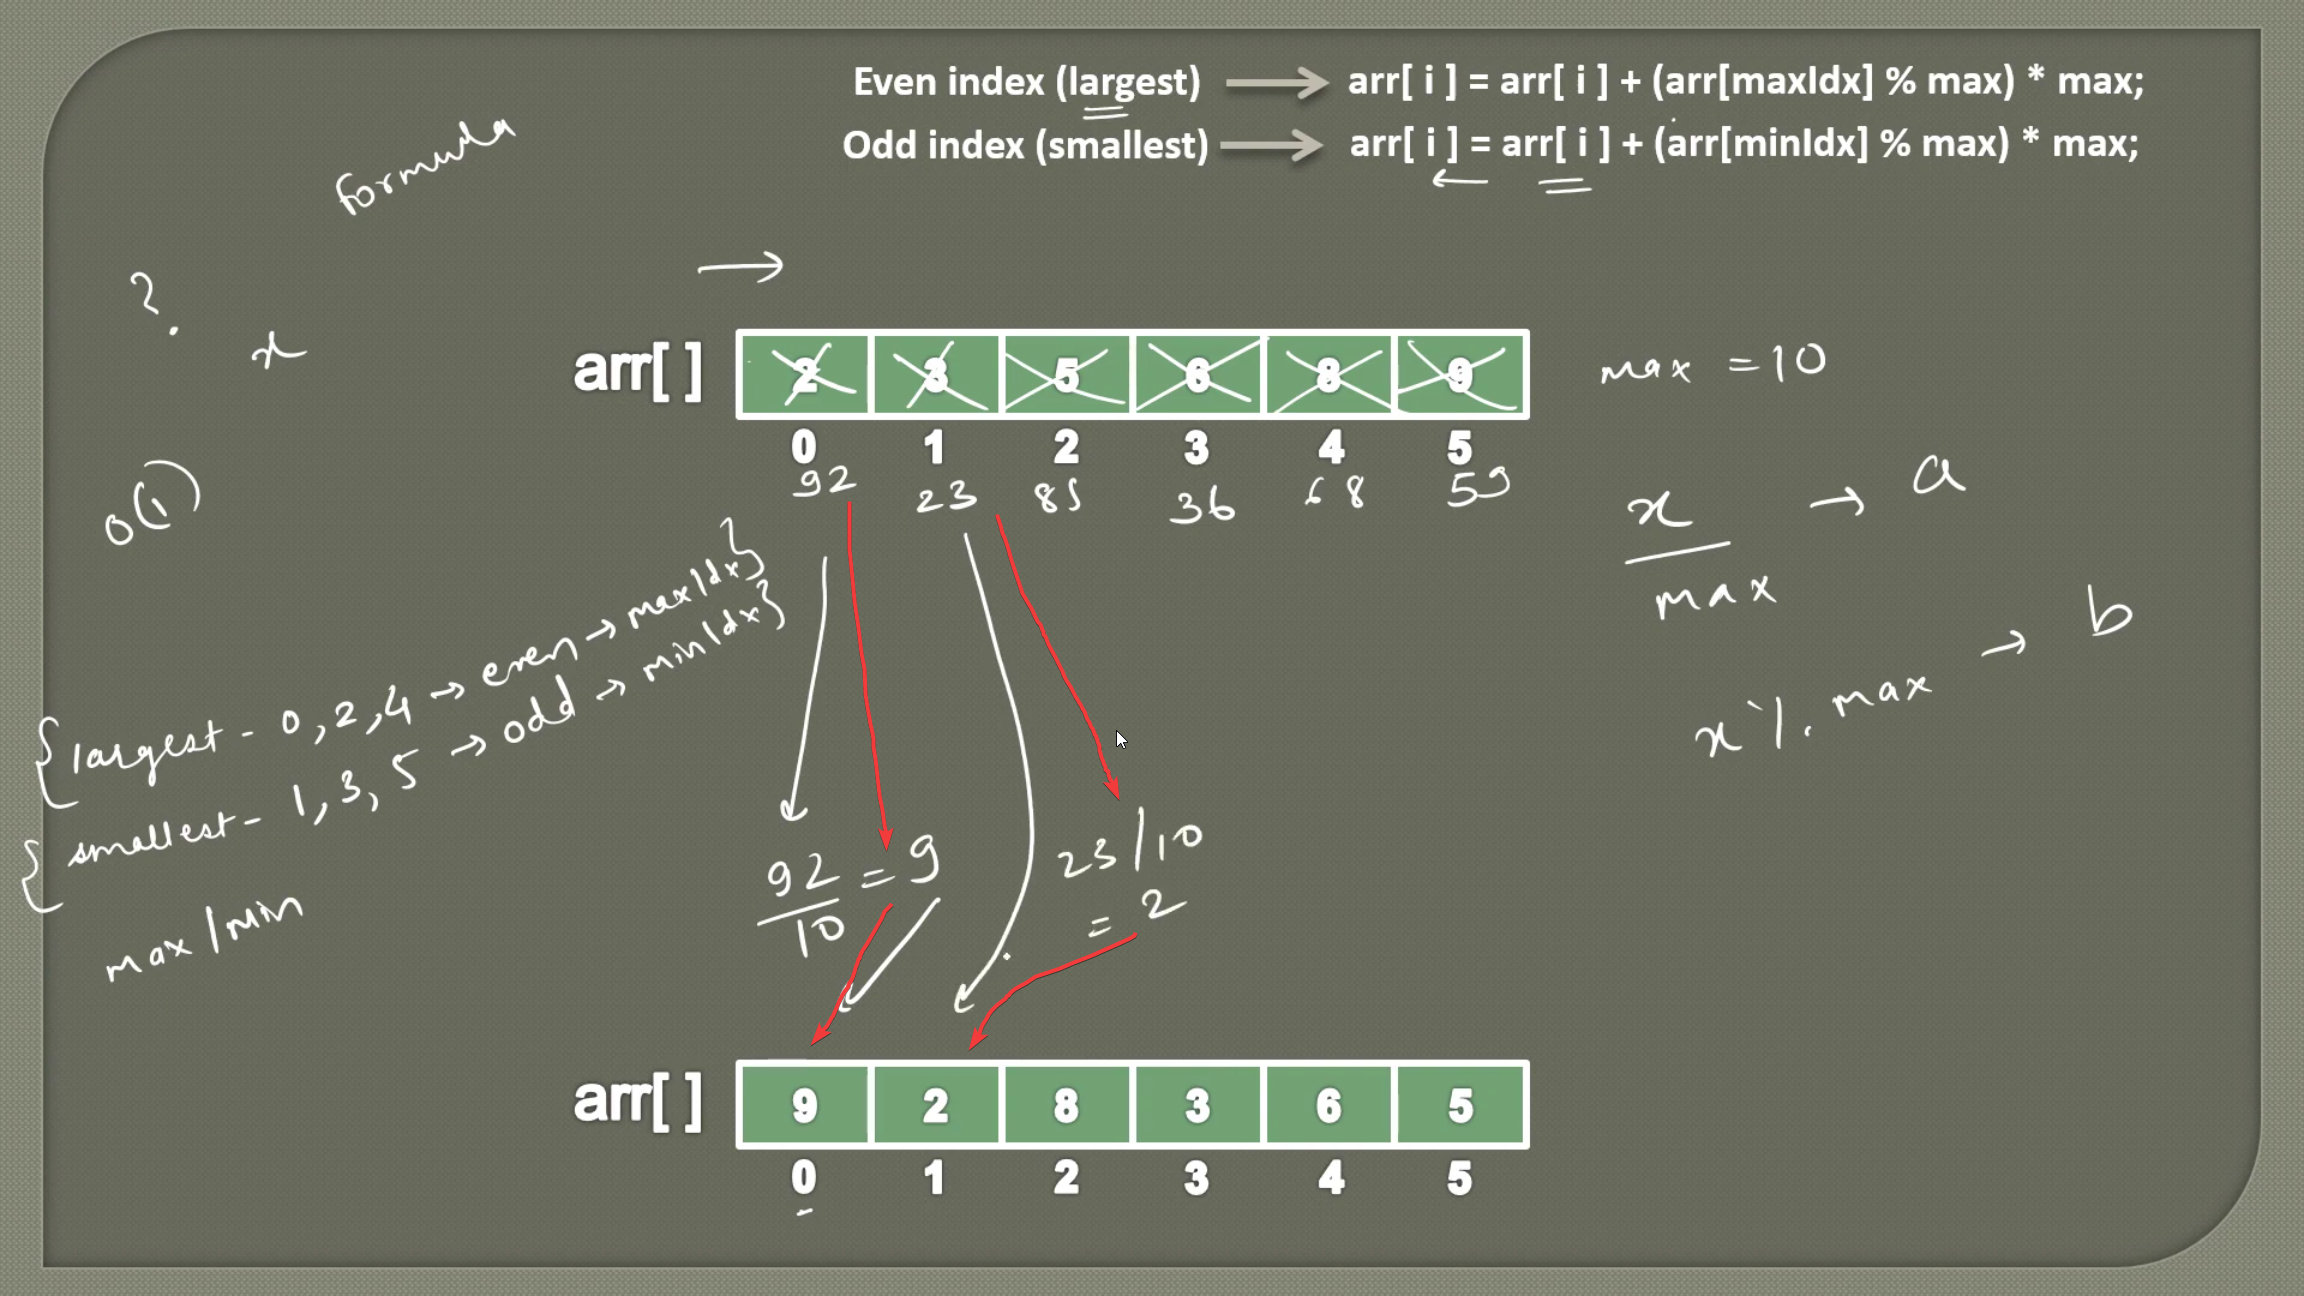 Even index (largest) → arr[ i ] = arr[ i ] + (arr[maxIdx] % max) * max;
Odd index (smallest) → arr[ i ] = arr[ i ] + (arr[minIdx] % max) * max;
formula
?
x
arr[ ] 2 3 5 6 8 9
0 1 2 3 4 5
92 23 85 36 68 59
max = 10
O(1)
x / max → a
x % max → b
{largest - 0, 2, 4 → even → maxIdx}
{smallest - 1, 3, 5 → odd → minIdx}
max/min
92/10 = 9
23/10
= 2
arr[ ] 9 2 8 3 6 5
0 1 2 3 4 5